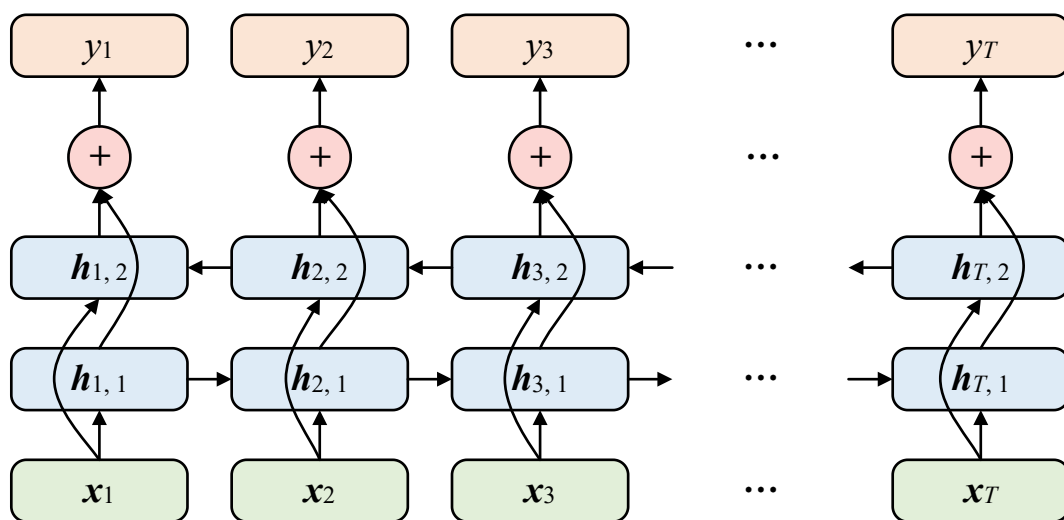 y1 y2 y3 ... yT
+ + + ... +
h1, 2 h2, 2 h3, 2 ... hT, 2
h1, 1 h2, 1 h3, 1 ... hT, 1
x1 x2 x3 ... xT